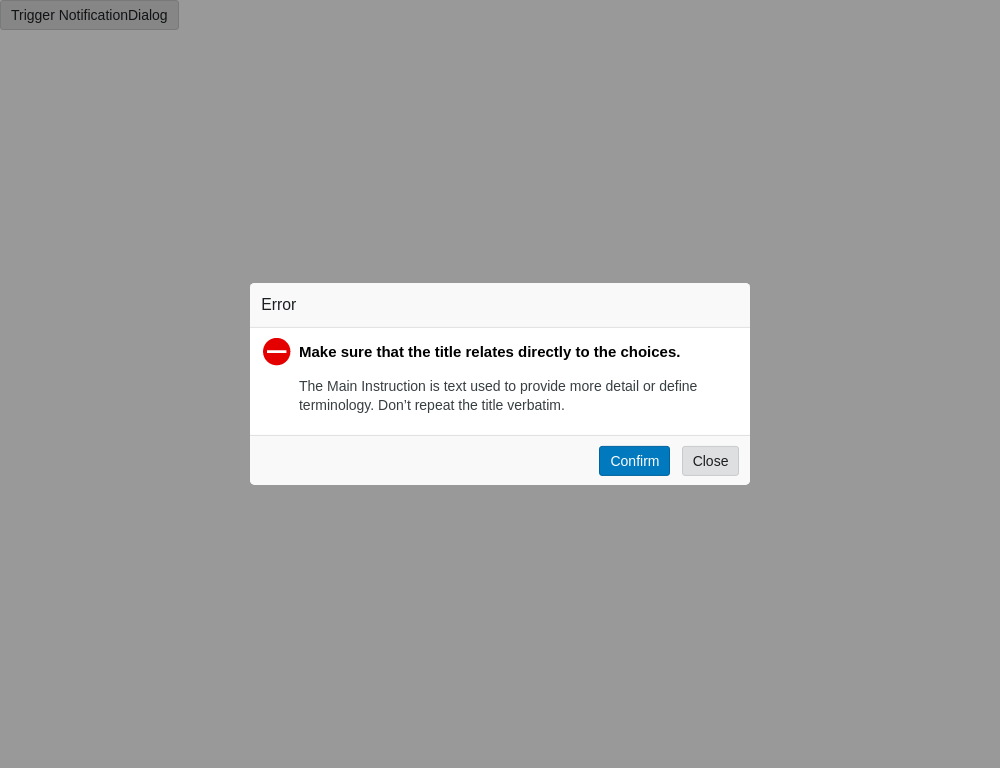 Trigger NotificationDialog
Error
Make sure that the title relates directly to the choices.
The Main Instruction is text used to provide more detail or define
terminology. Don’t repeat the title verbatim.
Confirm Close